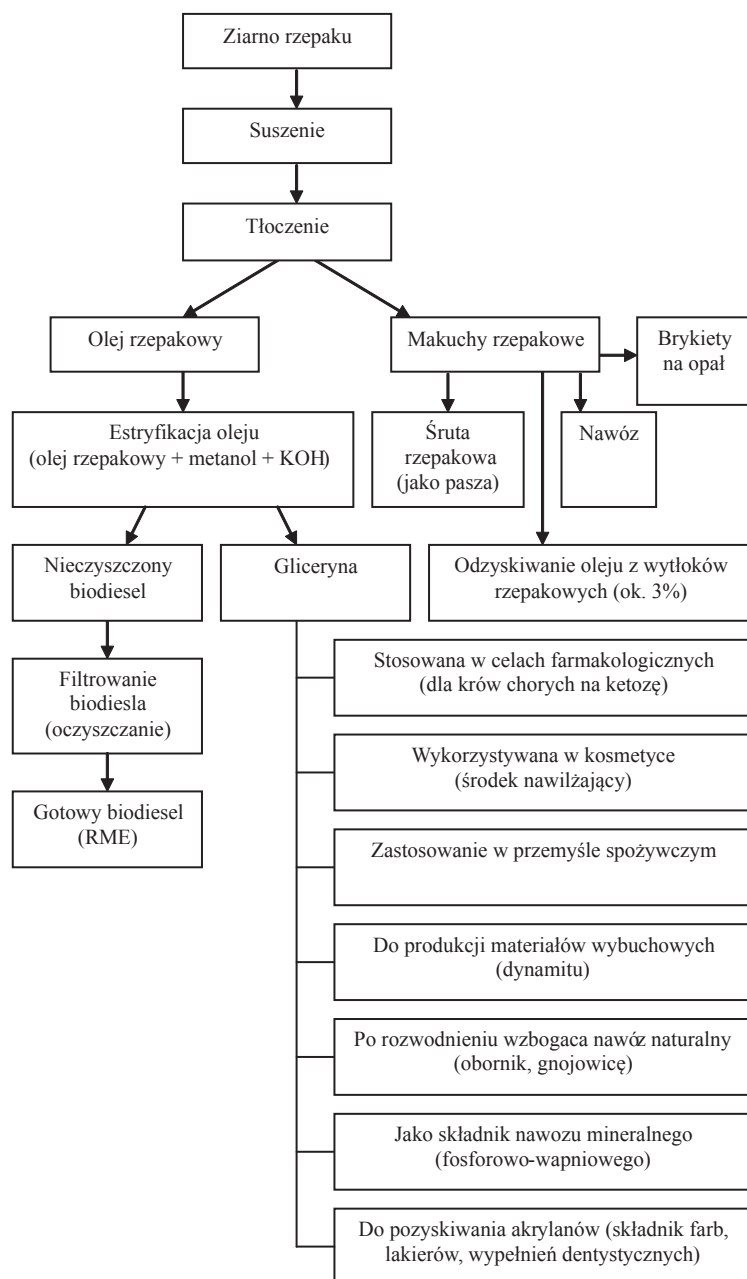 Ziarno rzepaku
Suszenie
Tłoczenie
Olej rzepakowy
Makuchy rzepakowe
Brykiety
na opał
Estryfikacja oleju
(olej rzepakowy + metanol + KOH)
Śruta
rzepakowa
(jako pasza)
Nawóz
Nieczyszczony
biodiesel
Gliceryna
Odzyskiwanie oleju z wytłoków
rzepakowych (ok. 3%)
Filtrowanie
biodiesla
(oczyszczanie)
Gotowy biodiesel
(RME)
Stosowana w celach farmakologicznych
(dla krów chorych na ketozę)
Wykorzystywana w kosmetyce
(środek nawilżający)
Zastosowanie w przemyśle spożywczym
Do produkcji materiałów wybuchowych
(dynamitu)
Po rozwodnieniu wzbogaca nawóz naturalny
(obornik, gnojowicę)
Jako składnik nawozu mineralnego
(fosforowo-wapniowego)
Do pozyskiwania akrylanów (składnik farb,
lakierów, wypełnień dentystycznych)